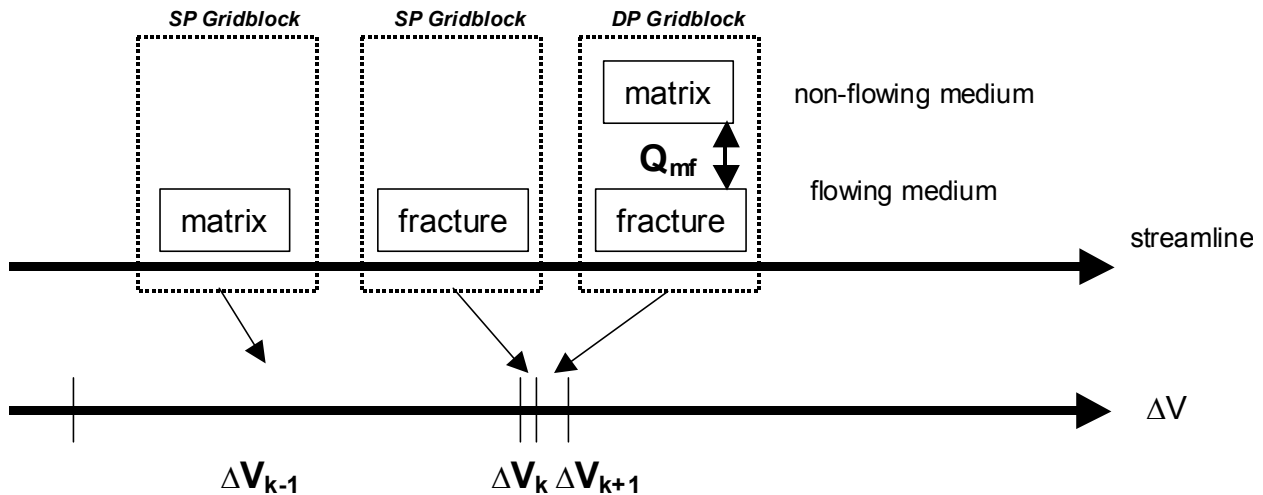 SP Gridblock SP Gridblock DP Gridblock
matrix non-flowing medium
Qmf
flowing medium
matrix fracture fracture
streamline
ΔV
ΔVk-1 ΔVk ΔVk+1